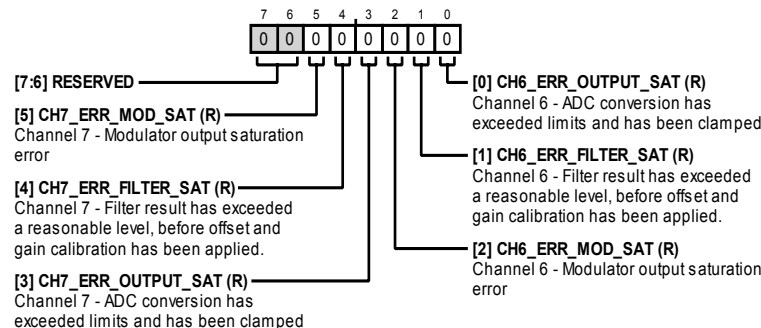 7 6 5 4 3 2 1 0
0 0 0 0 0 0 0 0
[7:6] RESERVED
[5] CH7_ERR_MOD_SAT (R)
Channel 7 - Modulator output saturation
error
[4] CH7_ERR_FILTER_SAT (R)
Channel 7 - Filter result has exceeded
a reasonable level, before offset and
gain calibration has been applied.
[3] CH7_ERR_OUTPUT_SAT (R)
Channel 7 - ADC conversion has
exceeded limits and has been clamped
[0] CH6_ERR_OUTPUT_SAT (R)
Channel 6 - ADC conversion has
exceeded limits and has been clamped
[1] CH6_ERR_FILTER_SAT (R)
Channel 6 - Filter result has exceeded
a reasonable level, before offset and
gain calibration has been applied.
[2] CH6_ERR_MOD_SAT (R)
Channel 6 - Modulator output saturation
error